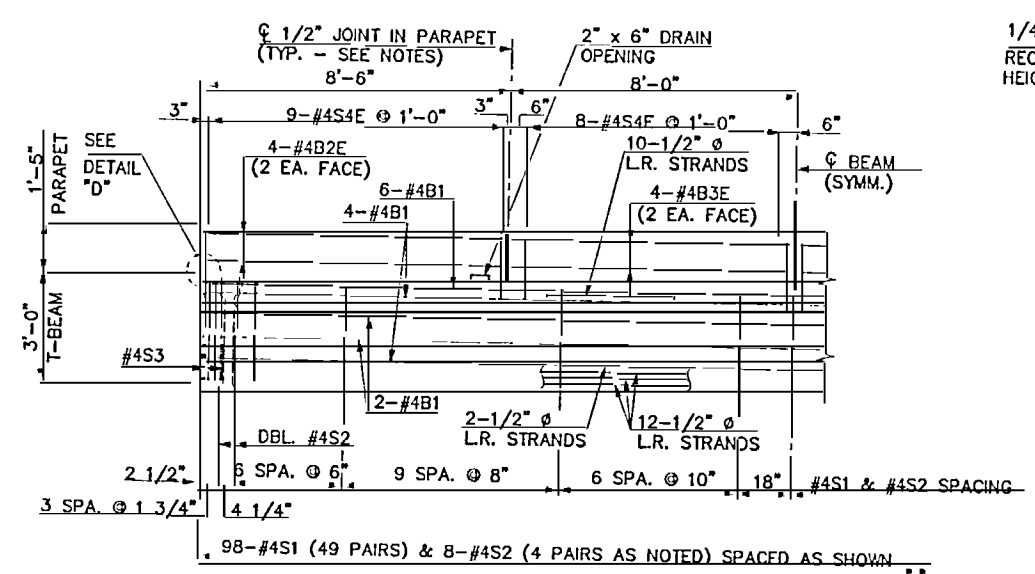 ℄ 1/2" JOINT IN PARAPET
(TYP. - SEE NOTES)
2" x 6" DRAIN
OPENING
1/4
REC
HEIG
8'-6"
8'-0"
3"
9-#4S4E @ 1'-0"
3"
6"
8-#4S4E @ 1'-0"
6"
SEE
DETAIL
"D"
4-#4B2E
(2 EA. FACE)
10-1/2" Ø
L.R. STRANDS
℄ BEAM
(SYMM.)
6-#4B1
4-#4B1
4-#4B3E
(2 EA. FACE)
1'-5"
PARAPET
3'-0"
T-BEAM
#4S3
2-#4B1
2-1/2" Ø
L.R. STRANDS
12-1/2" Ø
L.R. STRANDS
DBL. #4S2
2 1/2"
6 SPA. @ 6"
9 SPA. @ 8"
6 SPA. @ 10"
18"
#4S1 & #4S2 SPACING
3 SPA. @ 1 3/4"
4 1/4"
98-#4S1 (49 PAIRS) & 8-#4S2 (4 PAIRS AS NOTED) SPACED AS SHOWN